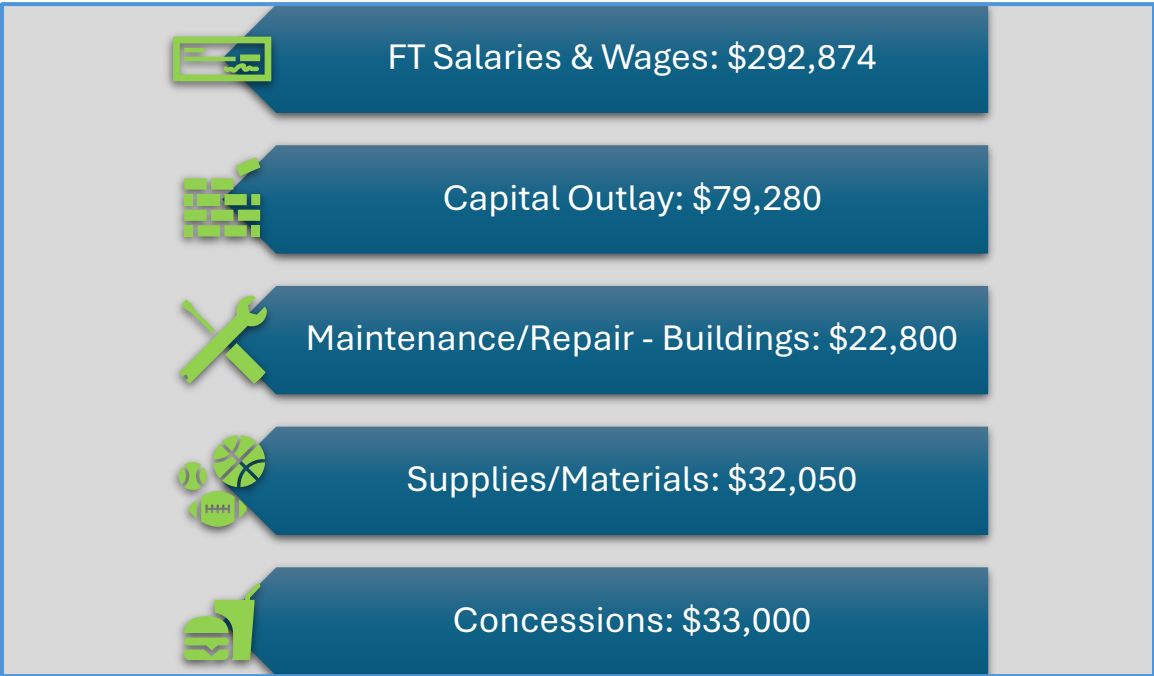 FT Salaries & Wages: $292,874
Capital Outlay: $79,280
Maintenance/Repair - Buildings: $22,800
Supplies/Materials: $32,050
Concessions: $33,000